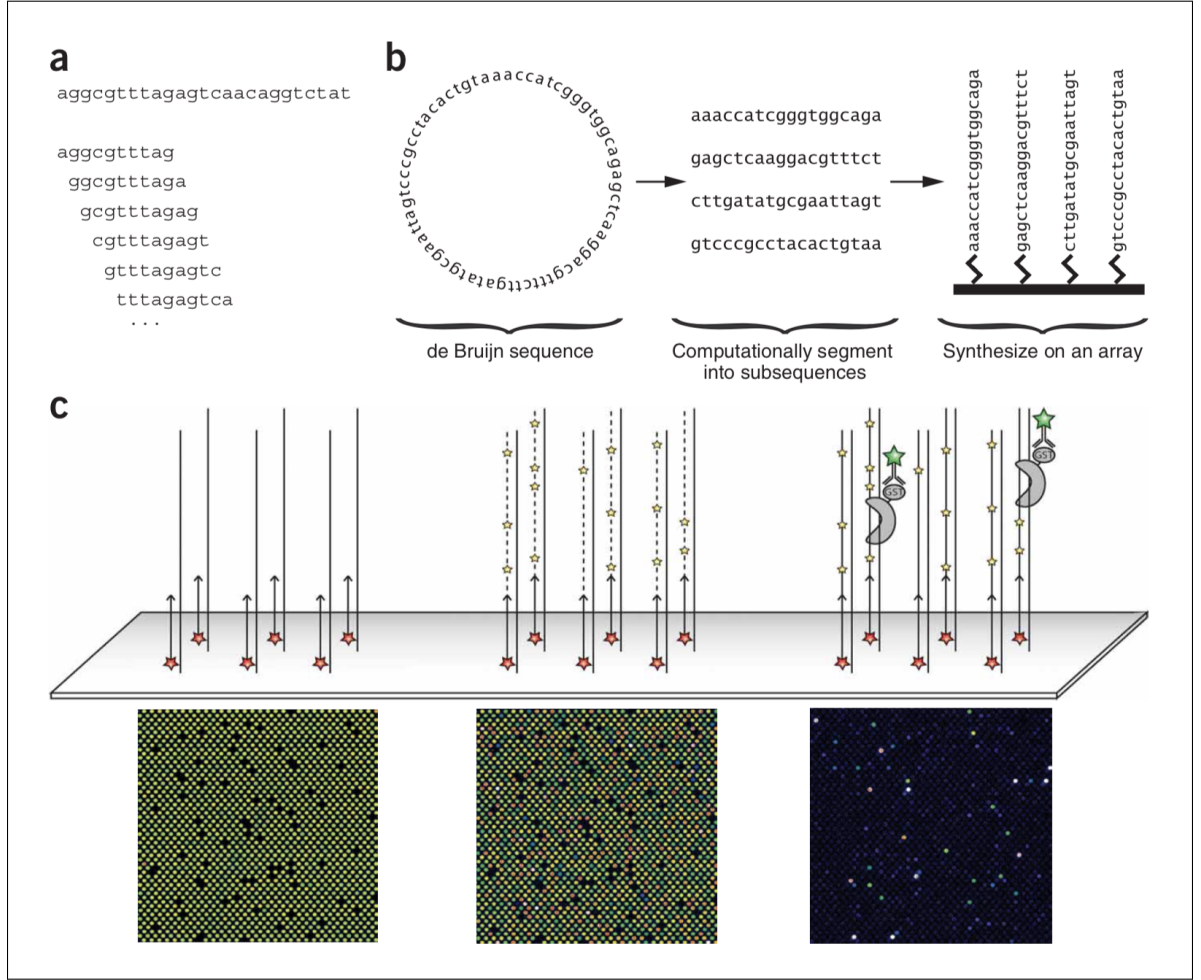 a
aggcgtttagagtcaacaggtctat
aggcgtttag
ggcgtttaga
gcgtttagag
cgtttagagt
gtttagagtc
tttagagtca
...
b
aaaccatcgggtggcagagctcaaggacgtttcttgatatgcgaattagtcccgcctacactgt
de Bruijn sequence
aaaccatcgggtggcaga
gagctcaaggacgtttct
cttgatatgcgaattagt
gtcccgcctacactgtaa
Computationally segment
into subsequences
aaaccatcgggtggcaga
gagctcaaggacgtttct
cttgatatgcgaattagt
gtcccgcctacactgtaa
Synthesize on an array
c
GST
GST